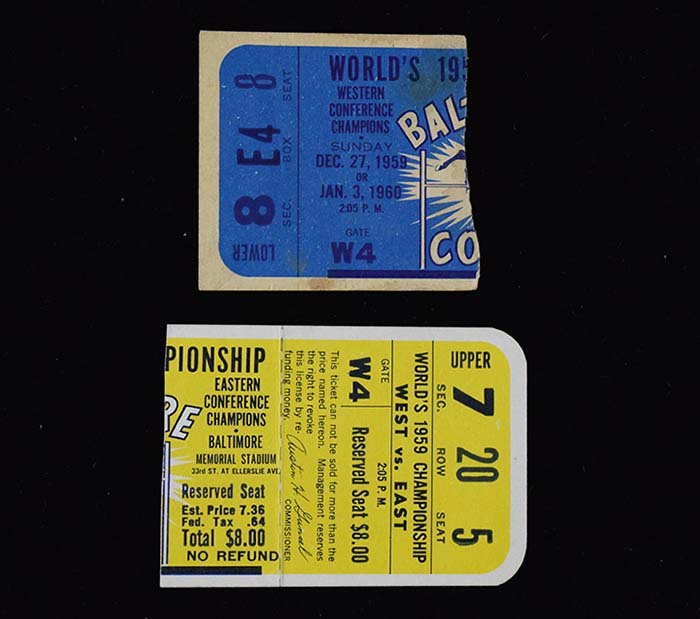 LOWER 8 E4 8
SEC. BOX SEAT
WORLD'S 195
WESTERN
CONFERENCE
CHAMPIONS
SUNDAY
DEC. 27, 1959
OR
JAN. 3, 1960
2:05 P. M.
GATE
W4
BALT
CO
PIONSHIP
EASTERN
CONFERENCE
CHAMPIONS
BALTIMORE
MEMORIAL STADIUM
33rd ST. AT ELLERSLIE AVE.
RE
Reserved Seat
Est. Price 7.36
Fed. Tax .64
Total $8.00
NO REFUND
This ticket can not be sold for more than the
price named hereon. Management reserves
the right to revoke
this license by re-
funding money.
Austin H. Gunsel
COMMISSIONER
GATE
W4
2:05 P. M.
Reserved Seat $8.00
WORLD'S 1959 CHAMPIONSHIP
WEST vs. EAST
UPPER
7 20 5
SEC. ROW SEAT